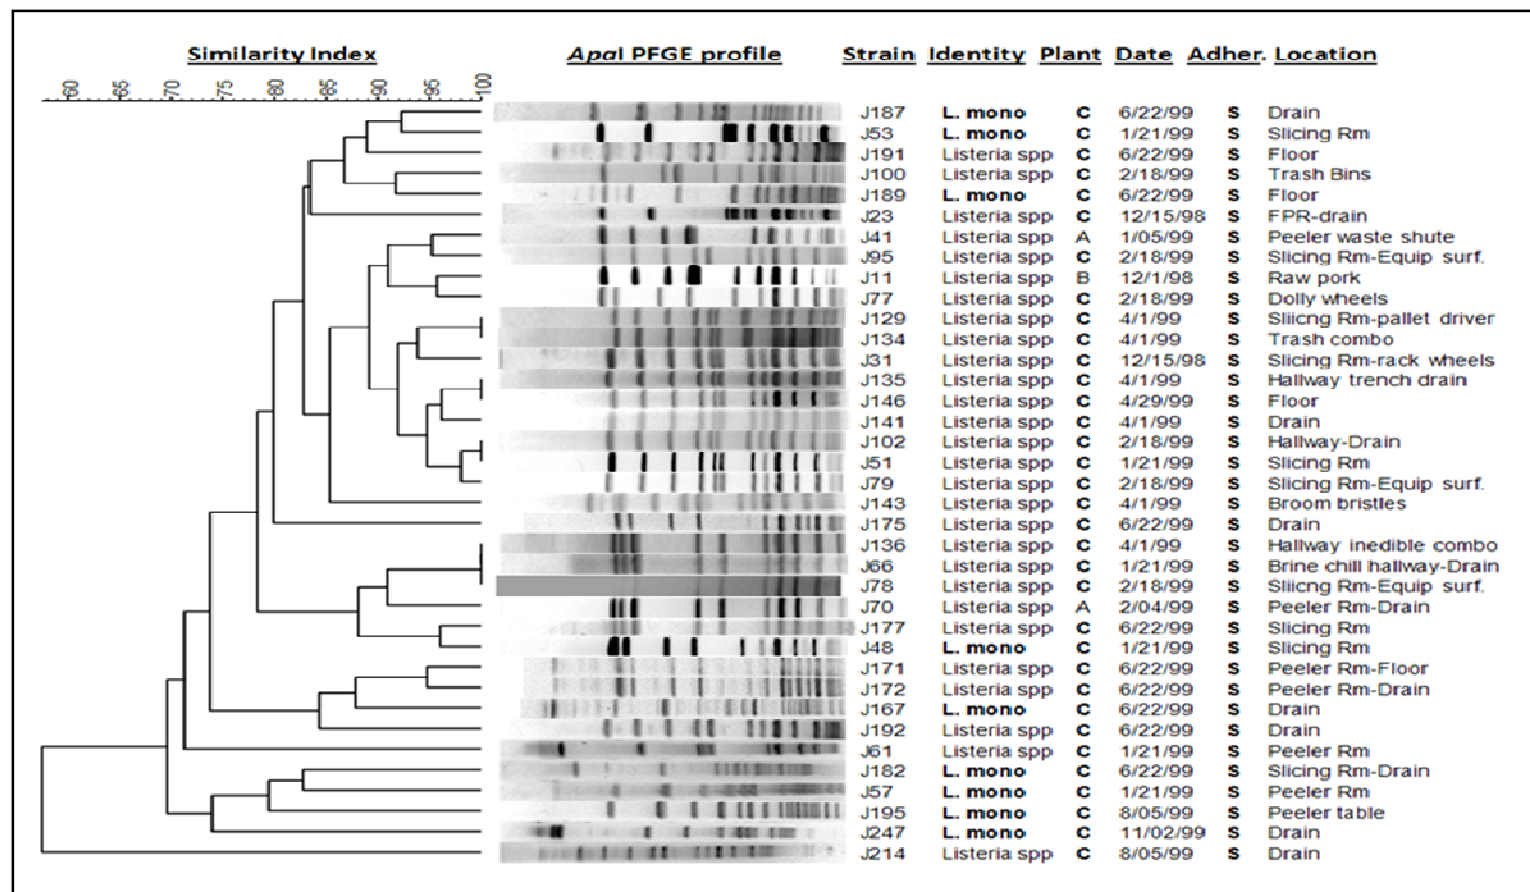 Similarity Index ApaI PFGE profile Strain Identity Plant Date Adher. Location
60 65 70 75 80 85 90 95 100
J187 L. mono C 6/22/99 S Drain
J53 L. mono C 1/21/99 S Slicing Rm
J191 Listeria spp C 6/22/99 S Floor
J100 Listeria spp C 2/18/99 S Trash Bins
J189 L. mono C 6/22/99 S Floor
J23 Listeria spp C 12/15/98 S FPR-drain
J41 Listeria spp A 1/05/99 S Peeler waste shute
J95 Listeria spp C 2/18/99 S Slicing Rm-Equip surf.
J11 Listeria spp B 12/1/98 S Raw pork
J77 Listeria spp C 2/18/99 S Dolly wheels
J129 Listeria spp C 4/1/99 S Sliicng Rm-pallet driver
J134 Listeria spp C 4/1/99 S Trash combo
J31 Listeria spp C 12/15/98 S Slicing Rm-rack wheels
J135 Listeria spp C 4/1/99 S Hallway trench drain
J146 Listeria spp C 4/29/99 S Floor
J141 Listeria spp C 4/1/99 S Drain
J102 Listeria spp C 2/18/99 S Hallway-Drain
J51 Listeria spp C 1/21/99 S Slicing Rm
J79 Listeria spp C 2/18/99 S Slicing Rm-Equip surf.
J143 Listeria spp C 4/1/99 S Broom bristles
J175 Listeria spp C 6/22/99 S Drain
J136 Listeria spp C 4/1/99 S Hallway inedible combo
J66 Listeria spp C 1/21/99 S Brine chill hallway-Drain
J78 Listeria spp C 2/18/99 S Sliicng Rm-Equip surf.
J70 Listeria spp A 2/04/99 S Peeler Rm-Drain
J177 Listeria spp C 6/22/99 S Slicing Rm
J48 L. mono C 1/21/99 S Slicing Rm
J171 Listeria spp C 6/22/99 S Peeler Rm-Floor
J172 Listeria spp C 6/22/99 S Peeler Rm-Drain
J167 L. mono C 6/22/99 S Drain
J192 Listeria spp C 6/22/99 S Drain
J61 Listeria spp C 1/21/99 S Peeler Rm
J182 L. mono C 6/22/99 S Slicing Rm-Drain
J57 L. mono C 1/21/99 S Peeler Rm
J195 L. mono C 8/05/99 S Peeler table
J247 L. mono C 11/02/99 S Drain
J214 Listeria spp C 8/05/99 S Drain